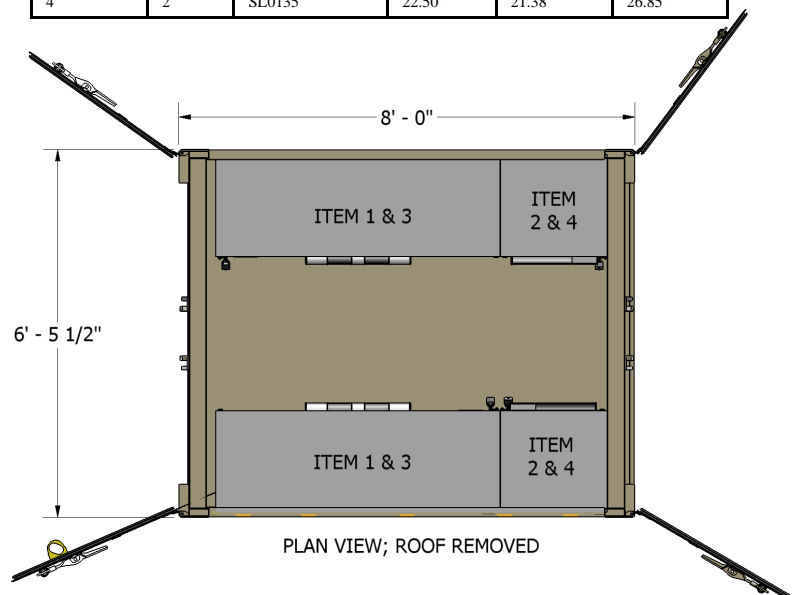 4 2 SL0135 22.50 21.38 26.85
8' - 0"
ITEM 1 & 3
ITEM
2 & 4
6' - 5 1/2"
ITEM 1 & 3
ITEM
2 & 4
PLAN VIEW; ROOF REMOVED